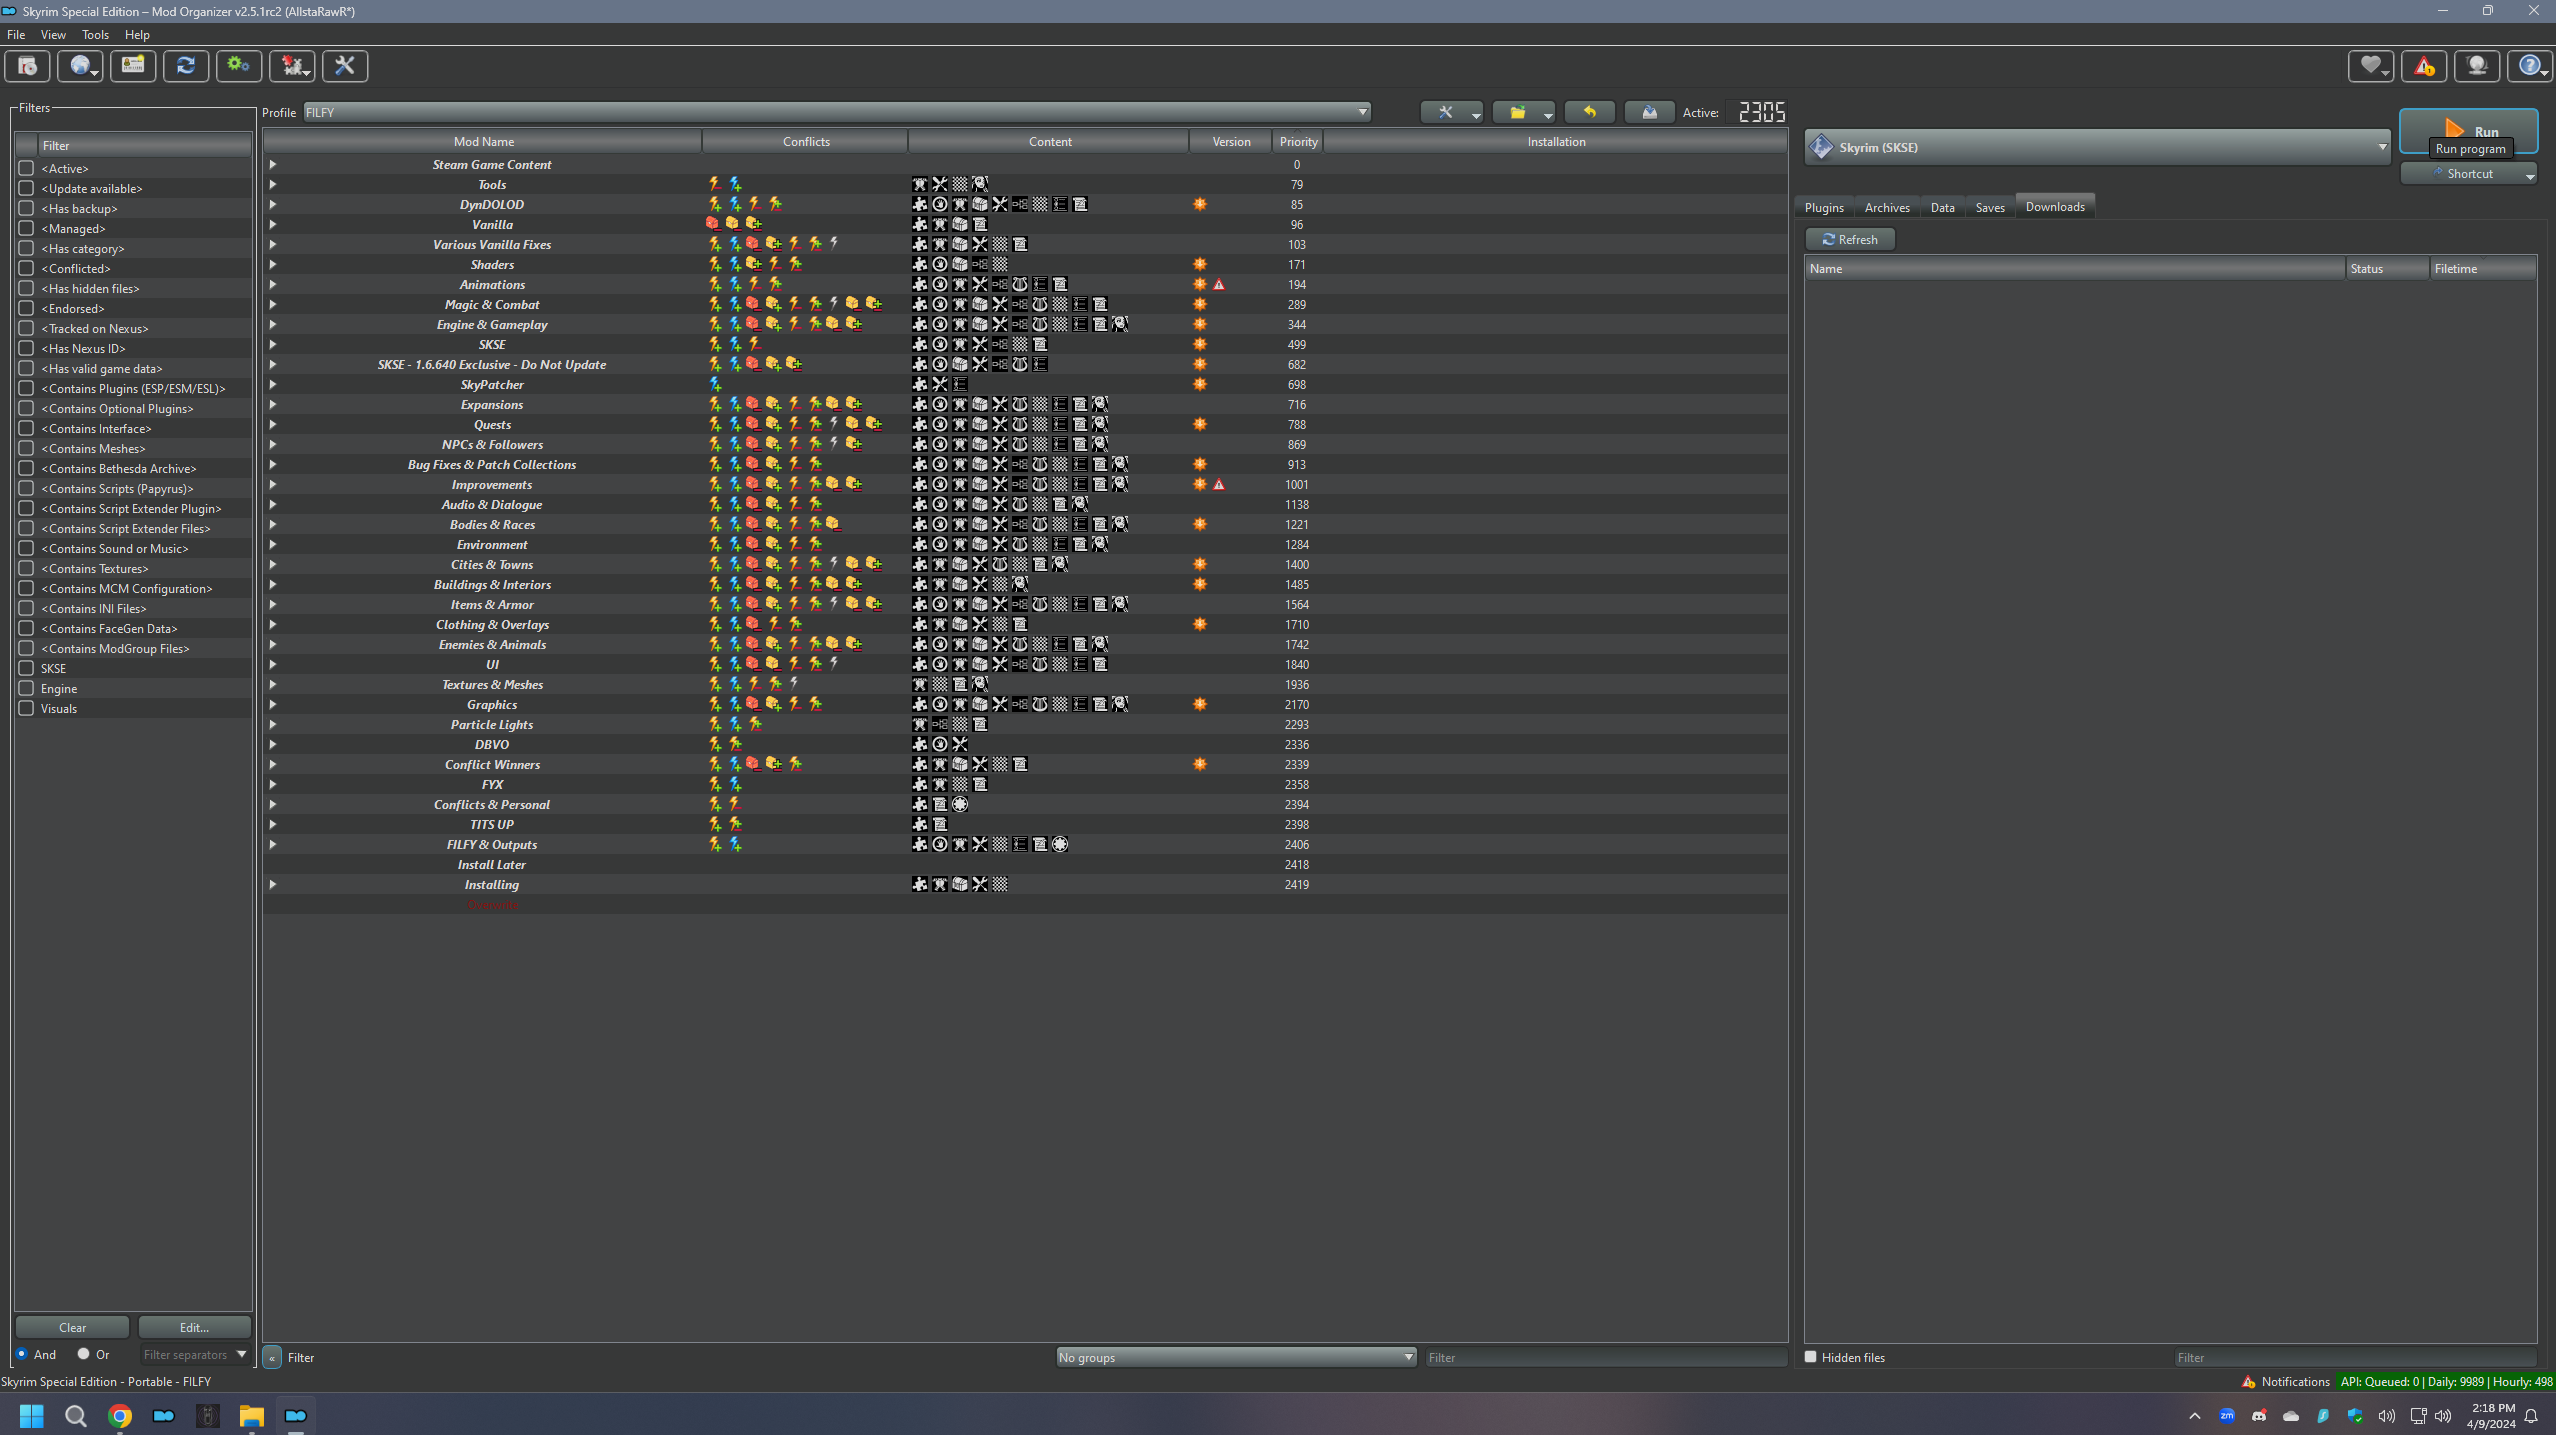 Skyrim Special Edition – Mod Organizer v2.5.1rc2 (AllstaRawR*)
File View Tools Help
Filters
Profile FILFY
Active: 2305
Filter
<Active>
<Update available>
<Has backup>
<Managed>
<Has category>
<Conflicted>
<Has hidden files>
<Endorsed>
<Tracked on Nexus>
<Has Nexus ID>
<Has valid game data>
<Contains Plugins (ESP/ESM/ESL)>
<Contains Optional Plugins>
<Contains Interface>
<Contains Meshes>
<Contains Bethesda Archive>
<Contains Scripts (Papyrus)>
<Contains Script Extender Plugin>
<Contains Script Extender Files>
<Contains Sound or Music>
<Contains Textures>
<Contains MCM Configuration>
<Contains INI Files>
<Contains FaceGen Data>
<Contains ModGroup Files>
SKSE
Engine
Visuals
Clear Edit...
And Or Filter separators
Mod Name Conflicts Content Version Priority Installation
Steam Game Content 0
Tools 79
DynDOLOD 85
Vanilla 96
Various Vanilla Fixes 103
Shaders 171
Animations 194
Magic & Combat 289
Engine & Gameplay 344
SKSE 499
SKSE - 1.6.640 Exclusive - Do Not Update 682
SkyPatcher 698
Expansions 716
Quests 788
NPCs & Followers 869
Bug Fixes & Patch Collections 913
Improvements 1001
Audio & Dialogue 1138
Bodies & Races 1221
Environment 1284
Cities & Towns 1400
Buildings & Interiors 1485
Items & Armor 1564
Clothing & Overlays 1710
Enemies & Animals 1742
UI 1840
Textures & Meshes 1936
Graphics 2170
Particle Lights 2293
DBVO 2336
Conflict Winners 2339
FYX 2358
Conflicts & Personal 2394
TITS UP 2398
FILFY & Outputs 2406
Install Later 2418
Installing 2419
Overwrite
« Filter
No groups
Filter
Skyrim (SKSE)
Run
Run program
Shortcut
Plugins Archives Data Saves Downloads
Refresh
Name Status Filetime
Hidden files
Filter
Skyrim Special Edition - Portable - FILFY
Notifications API: Queued: 0 | Daily: 9989 | Hourly: 498
zm
2:18 PM
4/9/2024